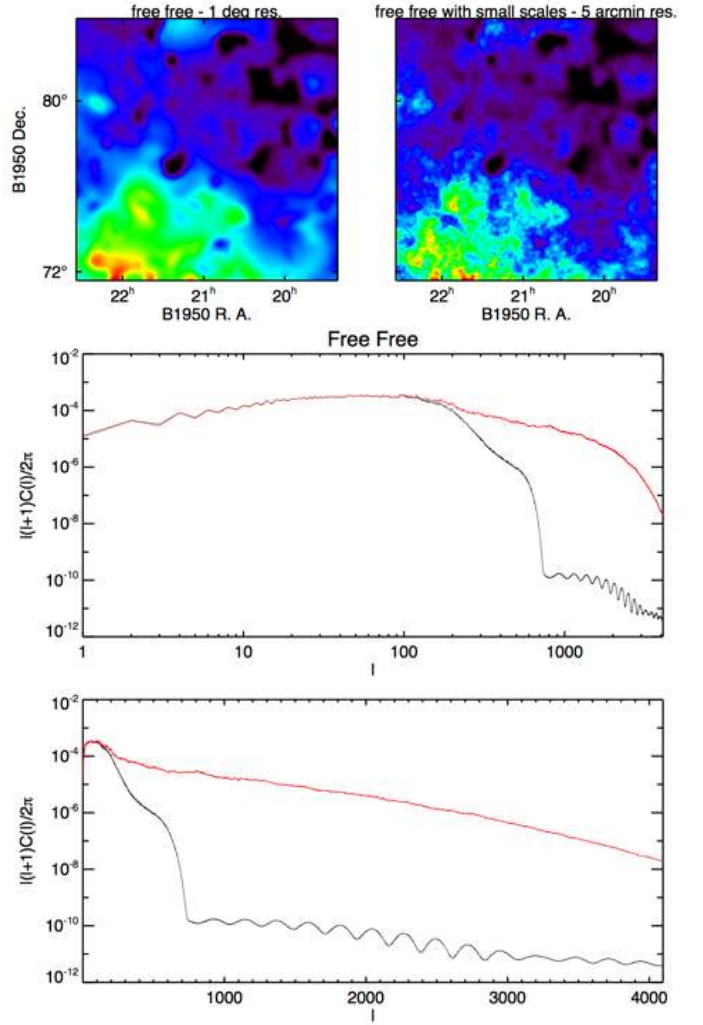 free free - 1 deg res.
free free with small scales - 5 arcmin res.
B1950 Dec.
80°
72°
22ʰ 21ʰ 20ʰ
B1950 R. A.
22ʰ 21ʰ 20ʰ
B1950 R. A.
Free Free
l(l+1)C(l)/2π
10⁻²
10⁻⁴
10⁻⁶
10⁻⁸
10⁻¹⁰
10⁻¹²
1 10 100 1000
l
l(l+1)C(l)/2π
10⁻²
10⁻⁴
10⁻⁶
10⁻⁸
10⁻¹⁰
10⁻¹²
1000 2000 3000 4000
l